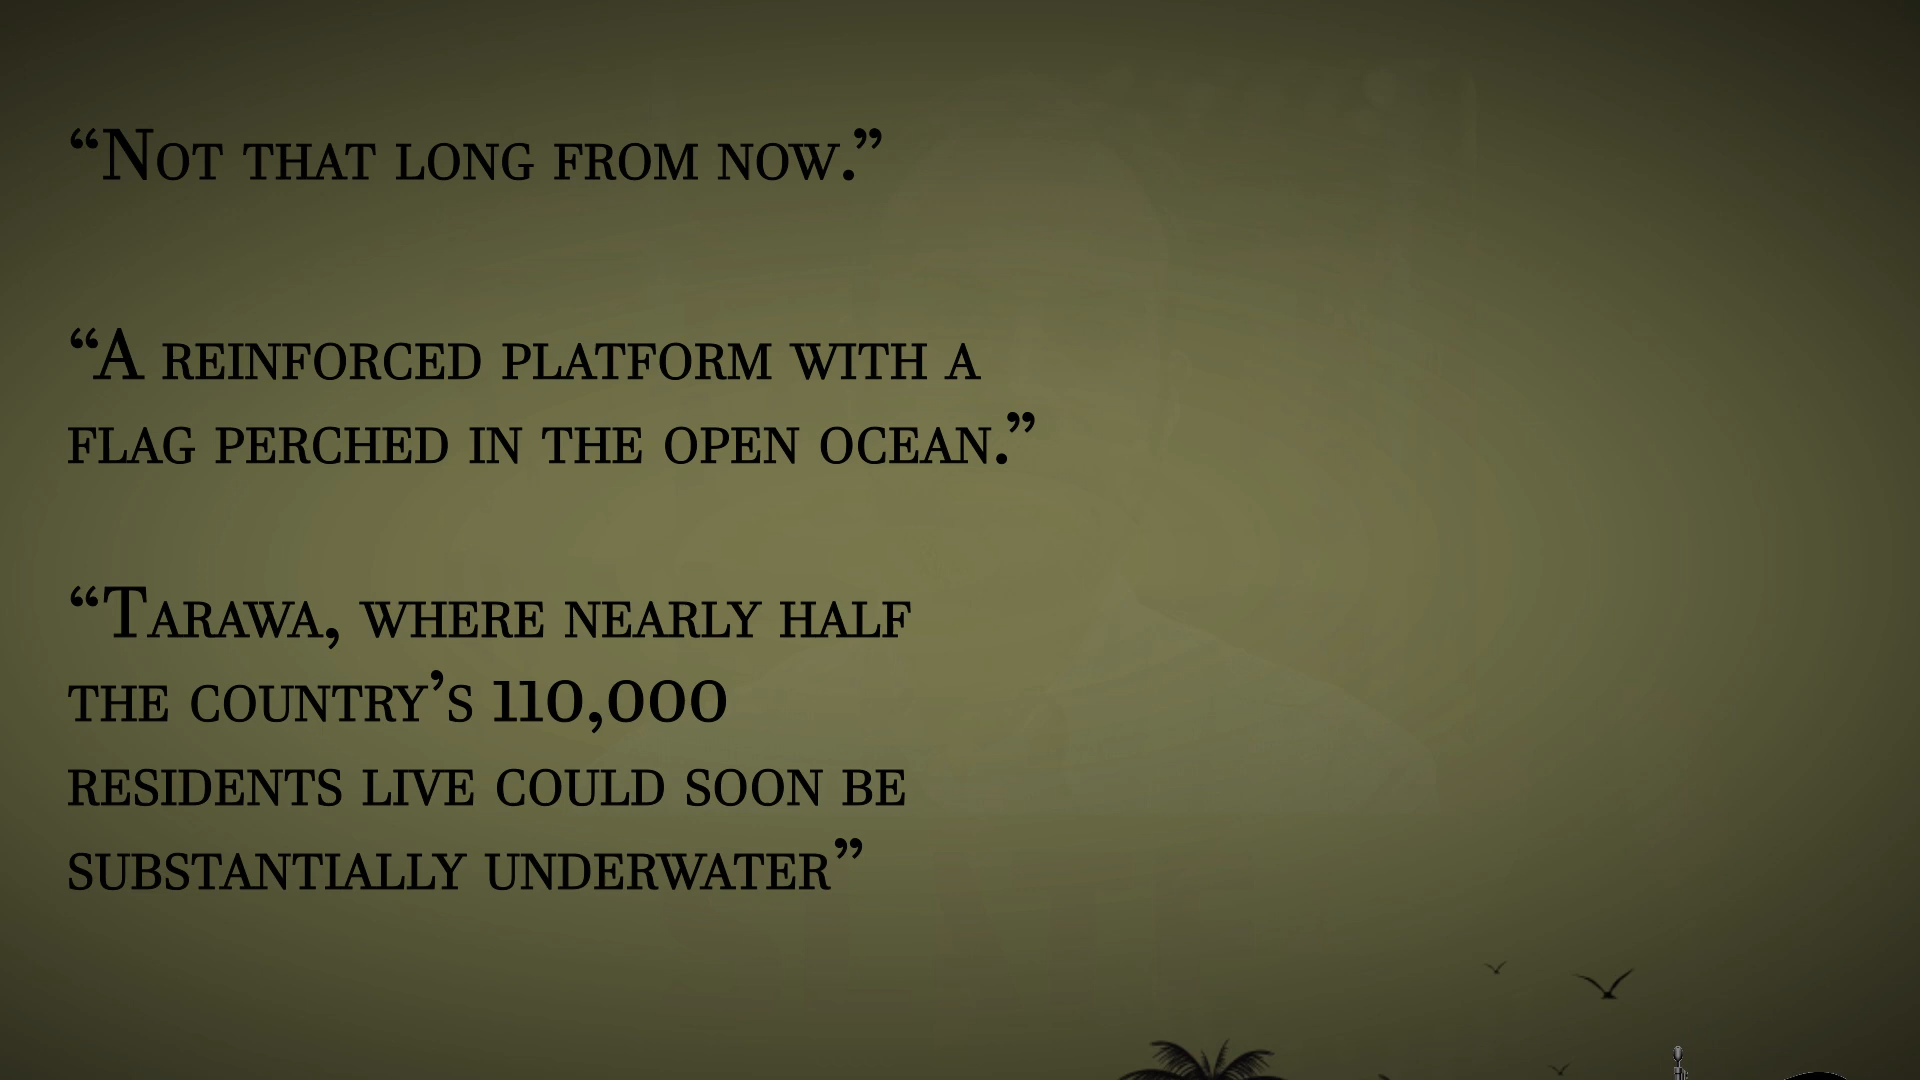 “Not that long from now.”
“A reinforced platform with a
flag perched in the open ocean.”
“Tarawa, where nearly half
the country’s 110,000
residents live could soon be
substantially underwater”